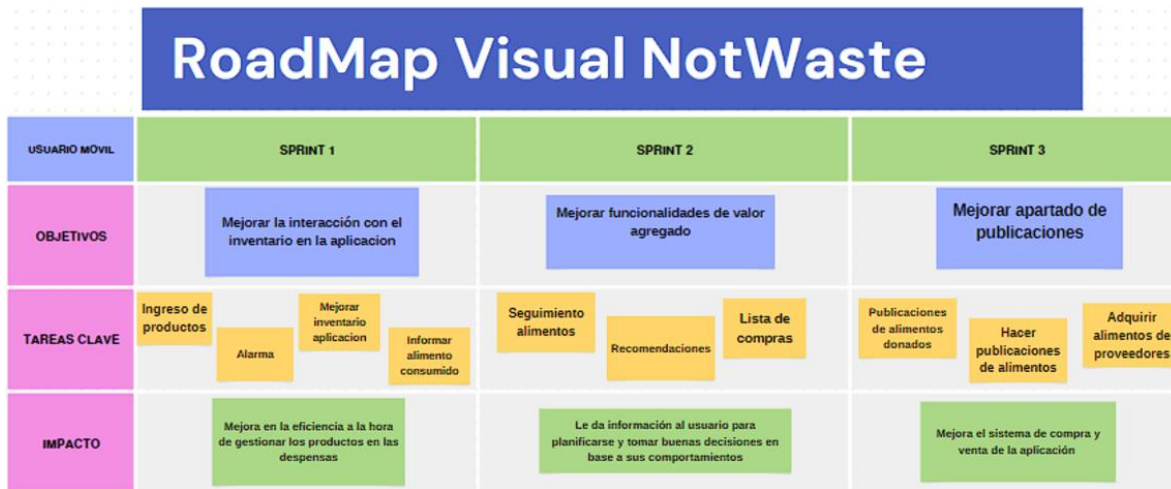 RoadMap Visual NotWaste
USUARIO MOVIL
SPRINT 1
SPRINT 2
SPRINT 3
OBJETIVOS
Mejorar la interacción con el
inventario en la aplicacion
Mejorar funcionalidades de valor
agregado
Mejorar apartado de
publicaciones
TAREAS CLAVE
Ingreso de
productos
Alarma
Mejorar
inventario
aplicacion
Informar
alimento
consumido
Seguimiento
alimentos
Recomendaciones
Lista de
compras
Publicaciones
de alimentos
donados
Hacer
publicaciones
de alimentos
Adquirir
alimentos de
proveedores
IMPACTO
Mejora en la eficiencia a la hora
de gestionar los productos en las
despensas
Le da información al usuario para
planificarse y tomar buenas decisiones en
base a sus comportamientos
Mejora el sistema de compra y
venta de la aplicación